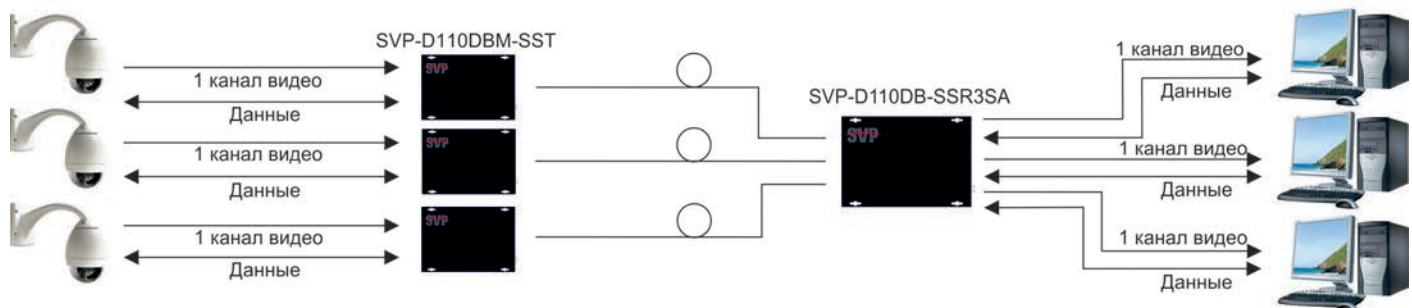 SVP-D110DBM-SST
1 канал видео
Данные
1 канал видео
Данные
1 канал видео
Данные
SVP
SVP
SVP
SVP-D110DB-SSR3SA
SVP
1 канал видео
Данные
1 канал видео
Данные
1 канал видео
Данные